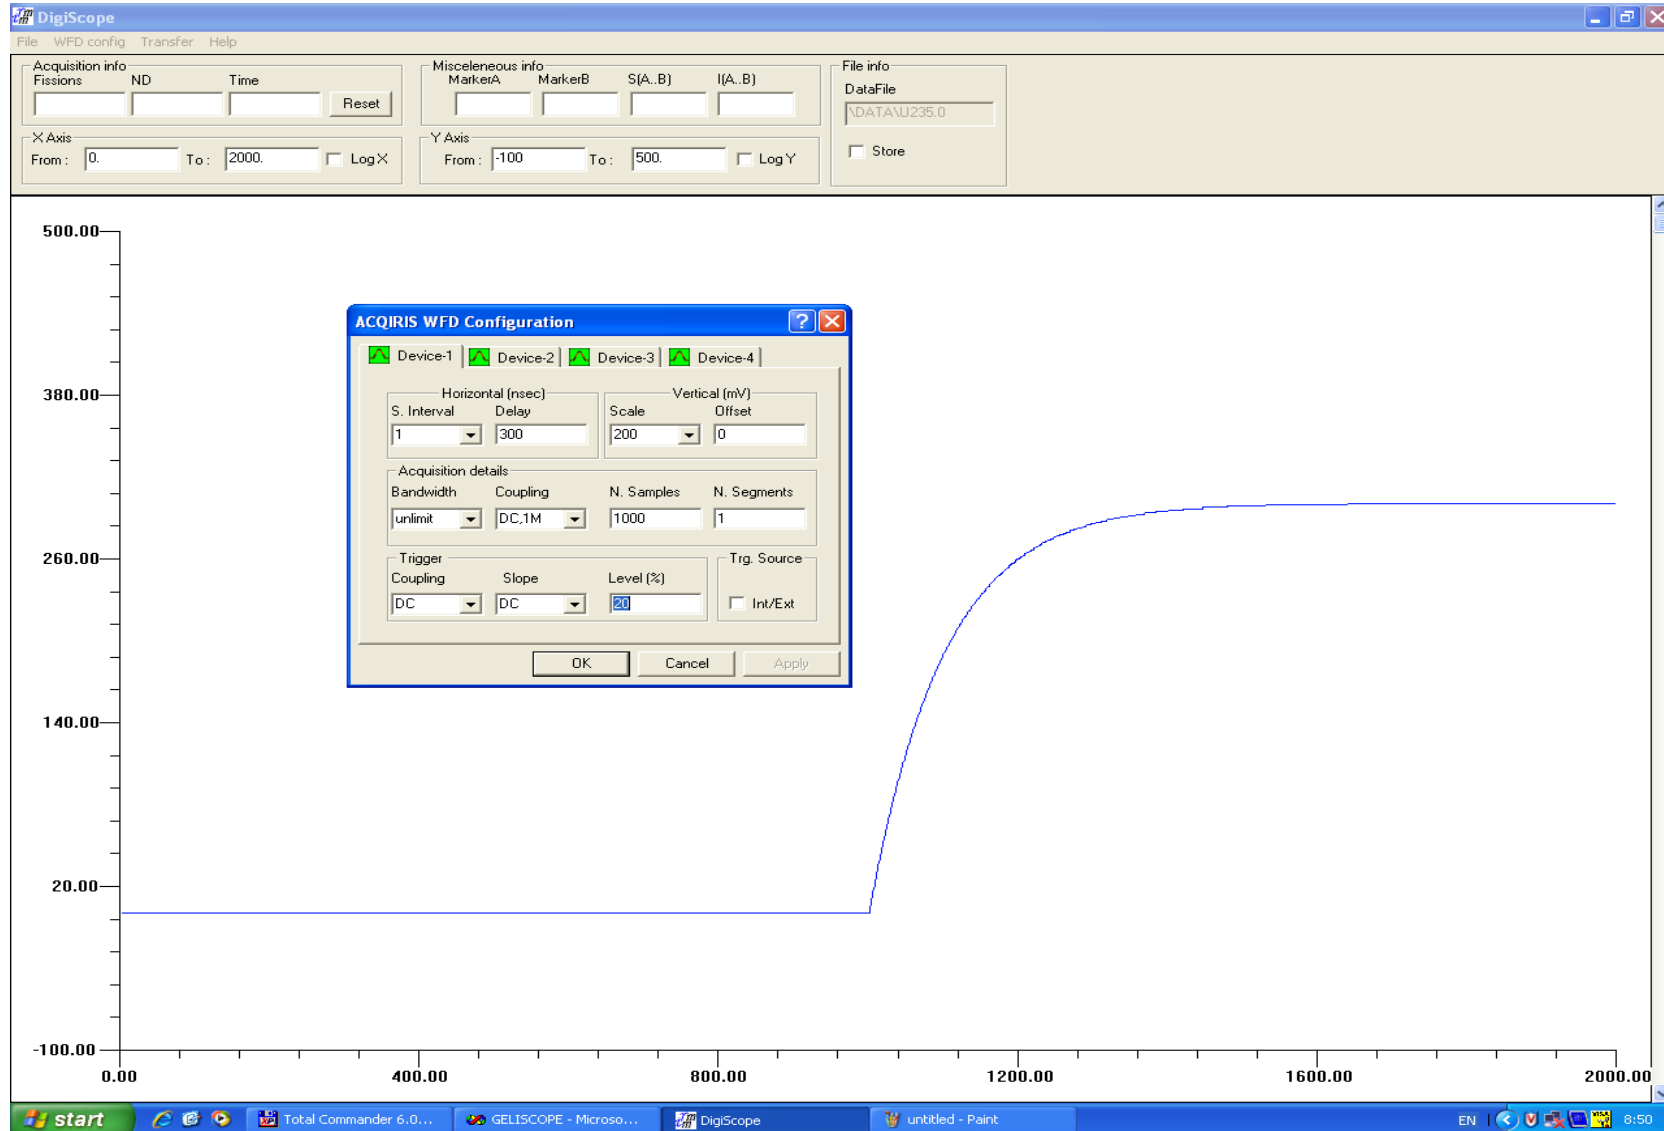 DigiScope
File WFD config Transfer Help
Acquisition info
Fissions ND Time
Reset
Misceleneous info
MarkerA MarkerB S(A..B) I(A..B)
File info
DataFile
\DATA\U235.0
Store
X Axis
From : 0. To : 2000. Log X
Y Axis
From : -100 To : 500. Log Y
500.00
380.00
260.00
140.00
20.00
-100.00
0.00 400.00 800.00 1200.00 1600.00 2000.00
ACQIRIS WFD Configuration
Device-1 Device-2 Device-3 Device-4
Horizontal (nsec) Vertical (mV)
S. Interval Delay Scale Offset
1 300 200 0
Acquisition details
Bandwidth Coupling N. Samples N. Segments
unlimit DC,1M 1000 1
Trigger Trg. Source
Coupling Slope Level (%)
DC DC 20 Int/Ext
OK Cancel Apply
start Total Commander 6.0... GELISCOPE - Microso... DigiScope untitled - Paint EN 8:50